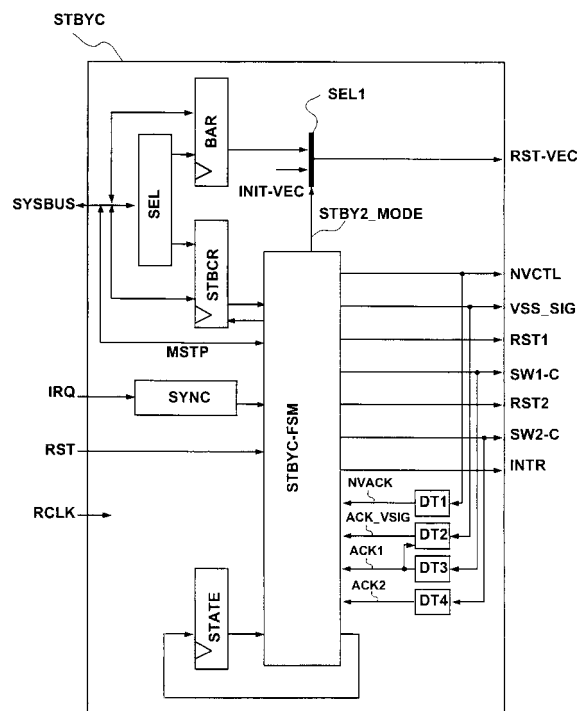 STBYC
SEL1
BAR
RST-VEC
INIT-VEC
SEL
SYSBUS
STBY2_MODE
STBCR
NVCTL
VSS_SIG
MSTP
RST1
IRQ
SYNC
SW1-C
RST2
STBYC-FSM
SW2-C
RST
INTR
NVACK
DT1
RCLK
ACK_VSIG
DT2
ACK1
DT3
ACK2
DT4
STATE